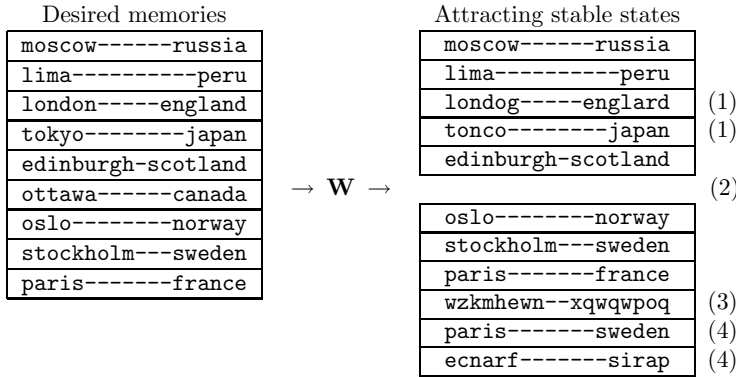 Desired memories
moscow------russia
lima----------peru
london-----england
tokyo--------japan
edinburgh-scotland
ottawa------canada
oslo--------norway
stockholm---sweden
paris-------france
→ W →
Attracting stable states
moscow------russia
lima----------peru
londog-----englard (1)
tonco--------japan (1)
edinburgh-scotland
(2)
oslo--------norway
stockholm---sweden
paris-------france
wzkmhewn--xqwqwpoq (3)
paris-------sweden (4)
ecnarf-------sirap (4)